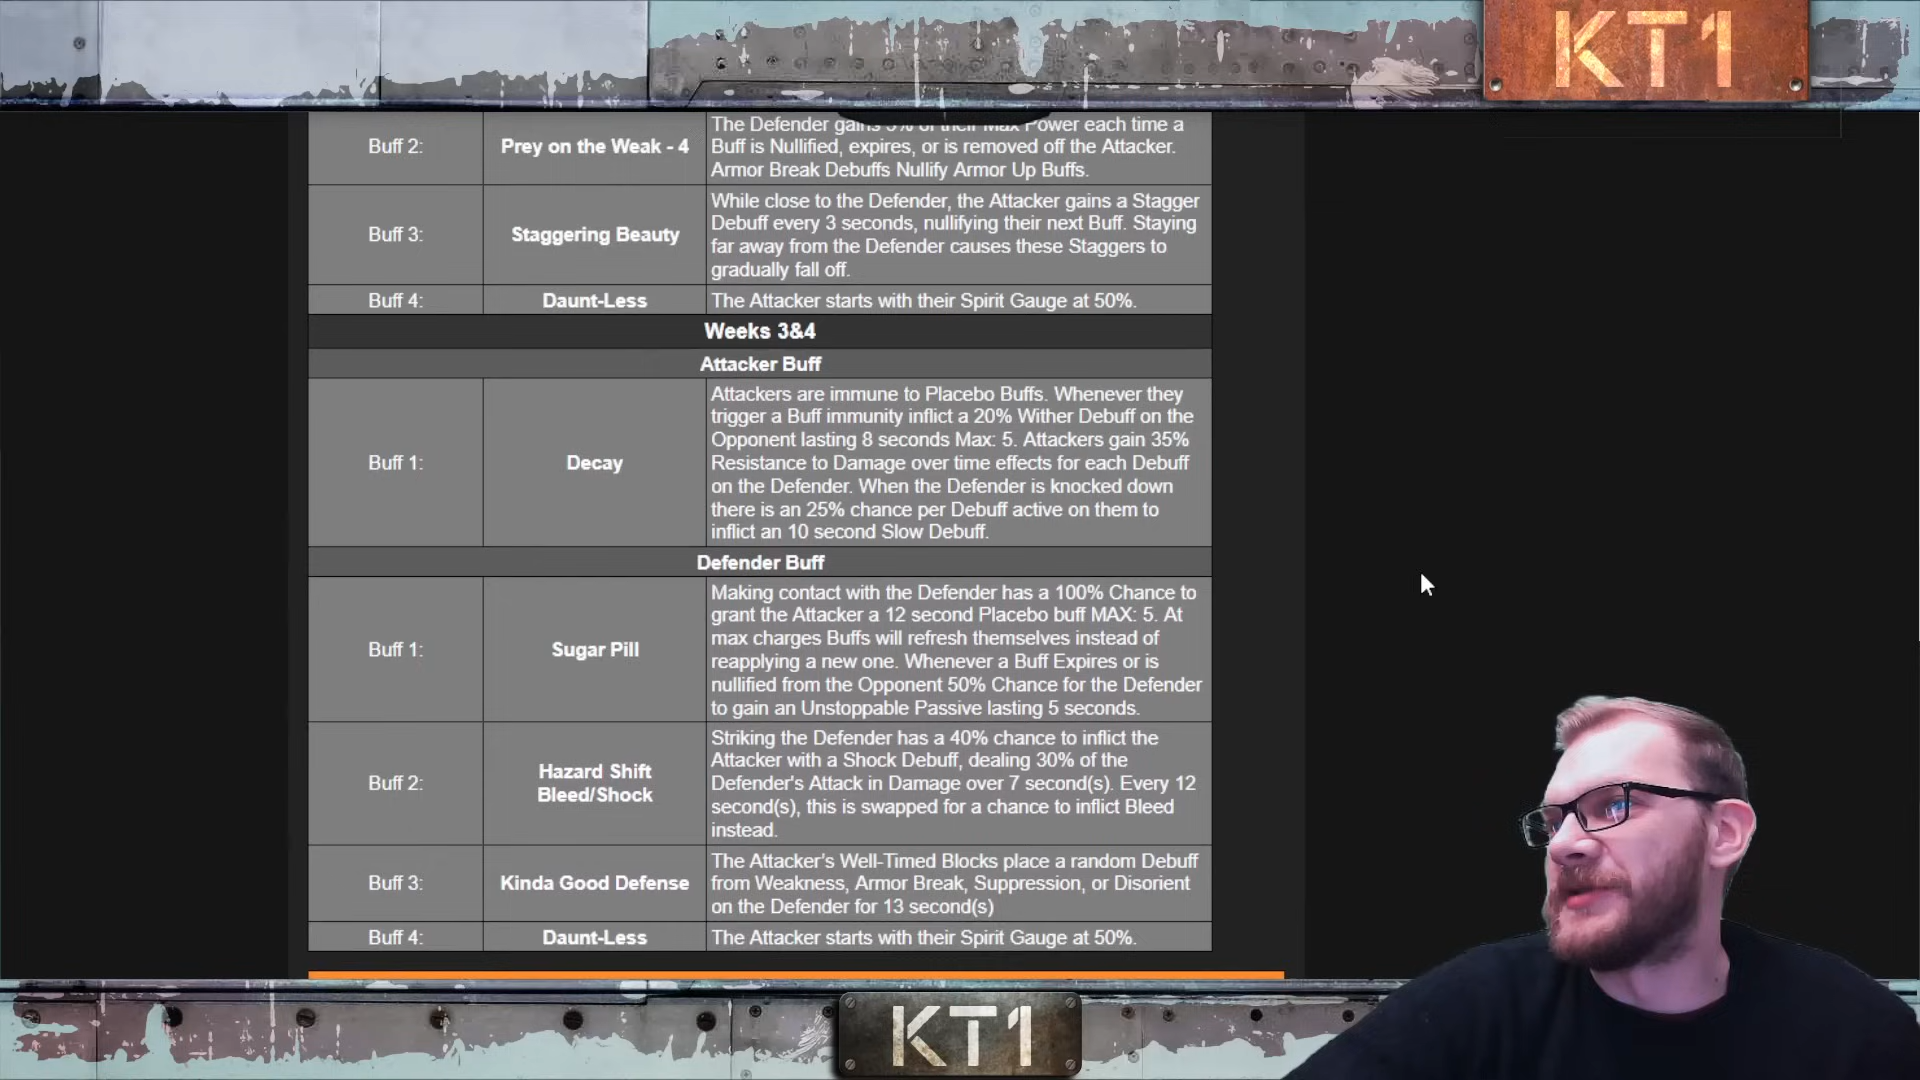 KT1
The Defender gains 5% of their Max Power each time a
Buff 2:
Prey on the Weak - 4
Buff is Nullified, expires, or is removed off the Attacker.
Armor Break Debuffs Nullify Armor Up Buffs.
While close to the Defender, the Attacker gains a Stagger
Buff 3:
Staggering Beauty
Debuff every 3 seconds, nullifying their next Buff. Staying
far away from the Defender causes these Staggers to
gradually fall off.
Buff 4:
Daunt-Less
The Attacker starts with their Spirit Gauge at 50%.
Weeks 3&4
Attacker Buff
Attackers are immune to Placebo Buffs. Whenever they
trigger a Buff immunity inflict a 20% Wither Debuff on the
Opponent lasting 8 seconds Max: 5. Attackers gain 35%
Buff 1:
Decay
Resistance to Damage over time effects for each Debuff
on the Defender. When the Defender is knocked down
there is an 25% chance per Debuff active on them to
inflict an 10 second Slow Debuff.
Defender Buff
Making contact with the Defender has a 100% Chance to
grant the Attacker a 12 second Placebo buff MAX: 5. At
max charges Buffs will refresh themselves instead of
Buff 1:
Sugar Pill
reapplying a new one. Whenever a Buff Expires or is
nullified from the Opponent 50% Chance for the Defender
to gain an Unstoppable Passive lasting 5 seconds.
Striking the Defender has a 40% chance to inflict the
Attacker with a Shock Debuff, dealing 30% of the
Buff 2:
Hazard Shift
Bleed/Shock
Defender's Attack in Damage over 7 second(s). Every 12
second(s), this is swapped for a chance to inflict Bleed
instead.
The Attacker's Well-Timed Blocks place a random Debuff
Buff 3:
Kinda Good Defense
from Weakness, Armor Break, Suppression, or Disorient
on the Defender for 13 second(s)
Buff 4:
Daunt-Less
The Attacker starts with their Spirit Gauge at 50%.
KT1